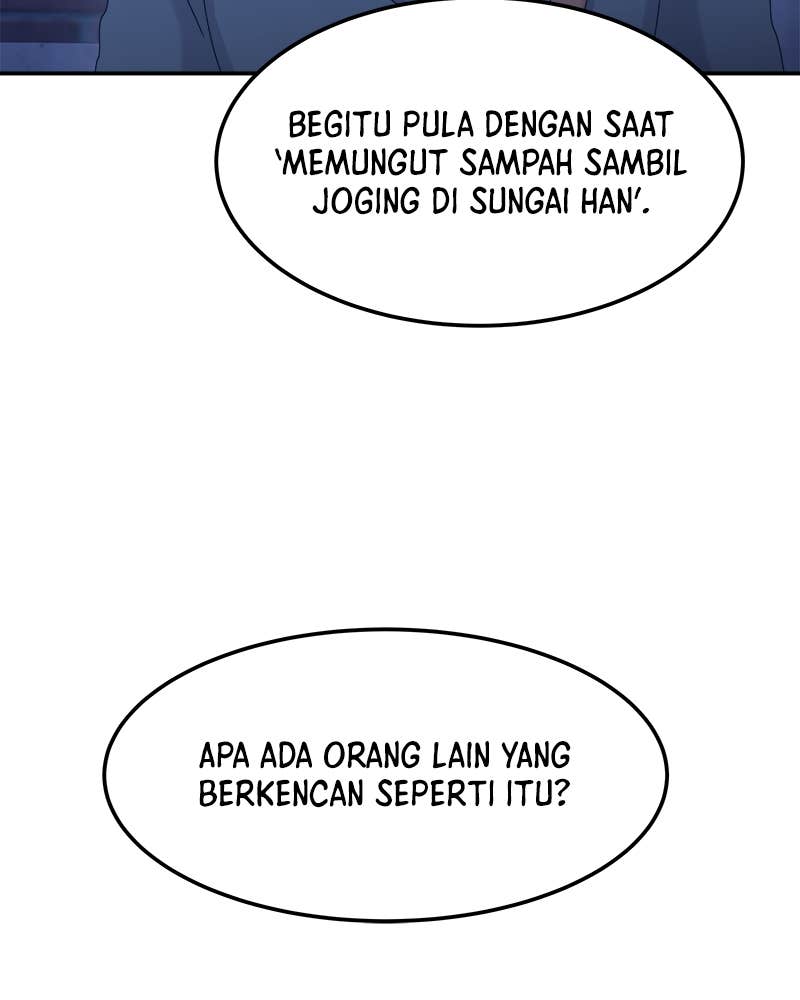 BEGITU PULA DENGAN SAAT
‘MEMUNGUT SAMPAH SAMBIL
JOGING DI SUNGAI HAN’.
APA ADA ORANG LAIN YANG
BERKENCAN SEPERTI ITU?